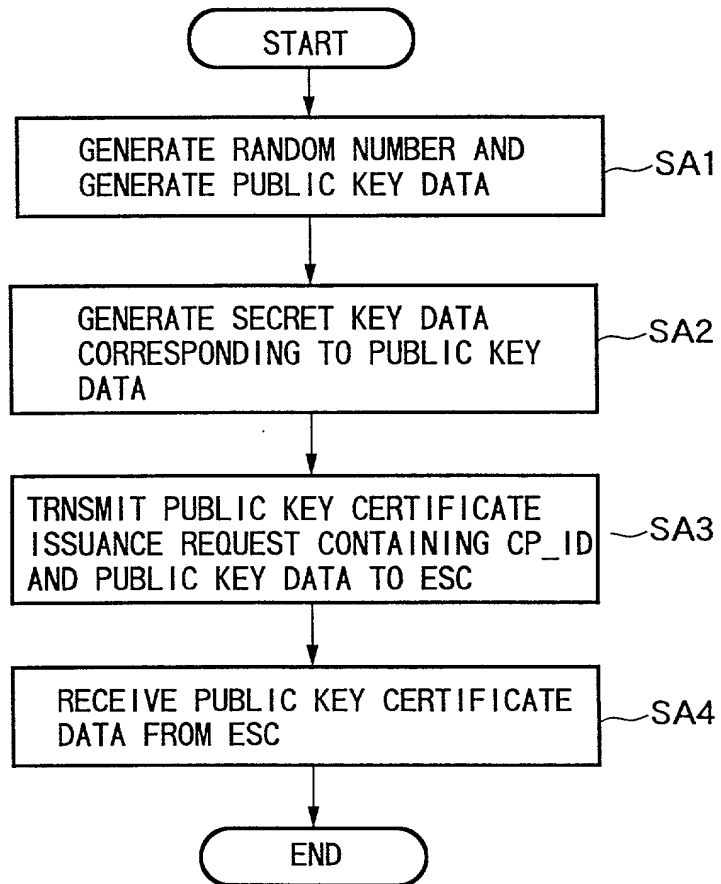 START
GENERATE RANDOM NUMBER AND
GENERATE PUBLIC KEY DATA
SA1
GENERATE SECRET KEY DATA
CORRESPONDING TO PUBLIC KEY
DATA
SA2
TRNSMIT PUBLIC KEY CERTIFICATE
ISSUANCE REQUEST CONTAINING CP_ID
AND PUBLIC KEY DATA TO ESC
SA3
RECEIVE PUBLIC KEY CERTIFICATE
DATA FROM ESC
SA4
END